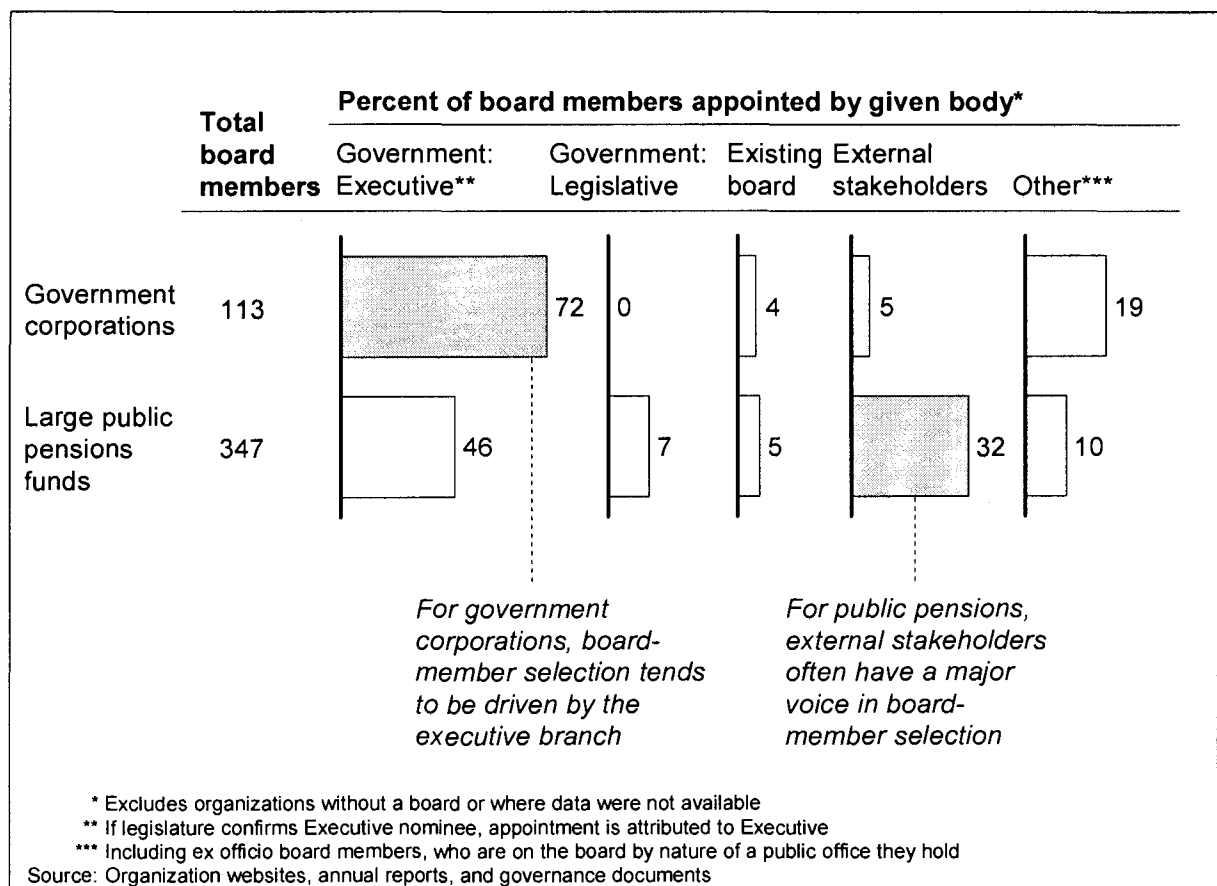 Percent of board members appointed by given body*
Total
board
members
Government:
Executive**
Government:
Legislative
Existing
board
External
stakeholders
Other***
Government
corporations
113
72
0
4
5
19
Large public
pensions
funds
347
46
7
5
32
10
For government
corporations, board-
member selection tends
to be driven by the
executive branch
For public pensions,
external stakeholders
often have a major
voice in board-
member selection
* Excludes organizations without a board or where data were not available
** If legislature confirms Executive nominee, appointment is attributed to Executive
*** Including ex officio board members, who are on the board by nature of a public office they hold
Source: Organization websites, annual reports, and governance documents